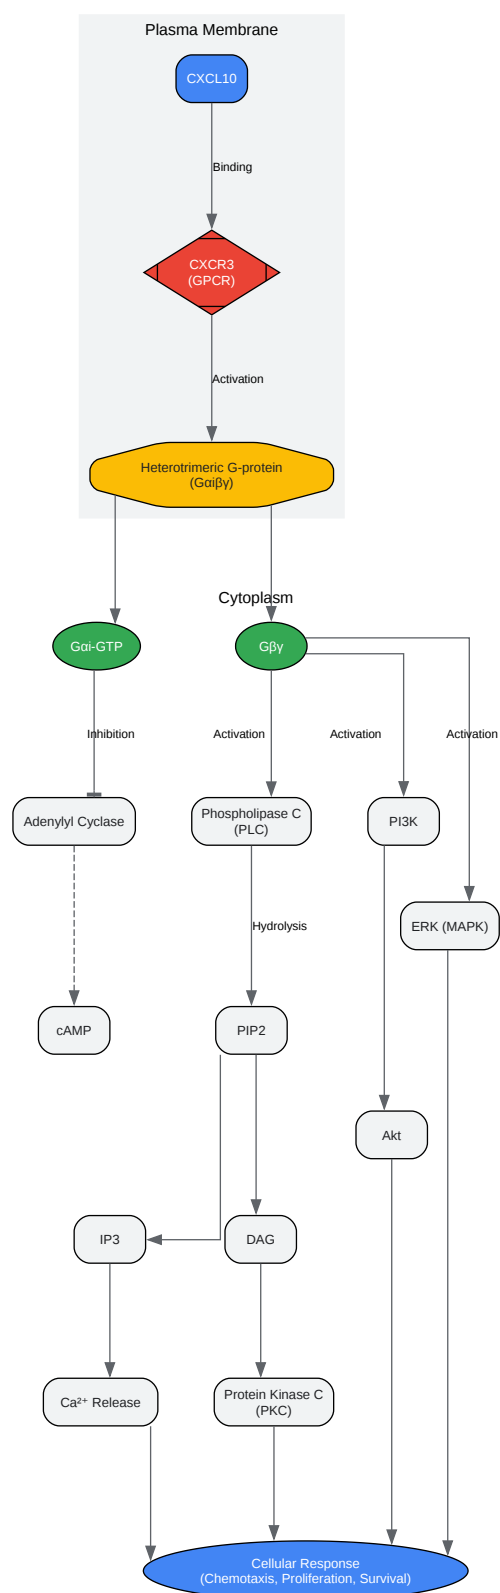 Plasma Membrane
CXCL10
Binding
CXCR3
(GPCR)
Activation
Heterotrimeric G-protein
(Gαiβγ)
Cytoplasm
Gαi-GTP
Gβγ
Inhibition
Activation
Activation
Activation
Adenylyl Cyclase
Phospholipase C
(PLC)
PI3K
Hydrolysis
ERK (MAPK)
cAMP
PIP2
Akt
IP3
DAG
Ca²⁺ Release
Protein Kinase C
(PKC)
Cellular Response
(Chemotaxis, Proliferation, Survival)